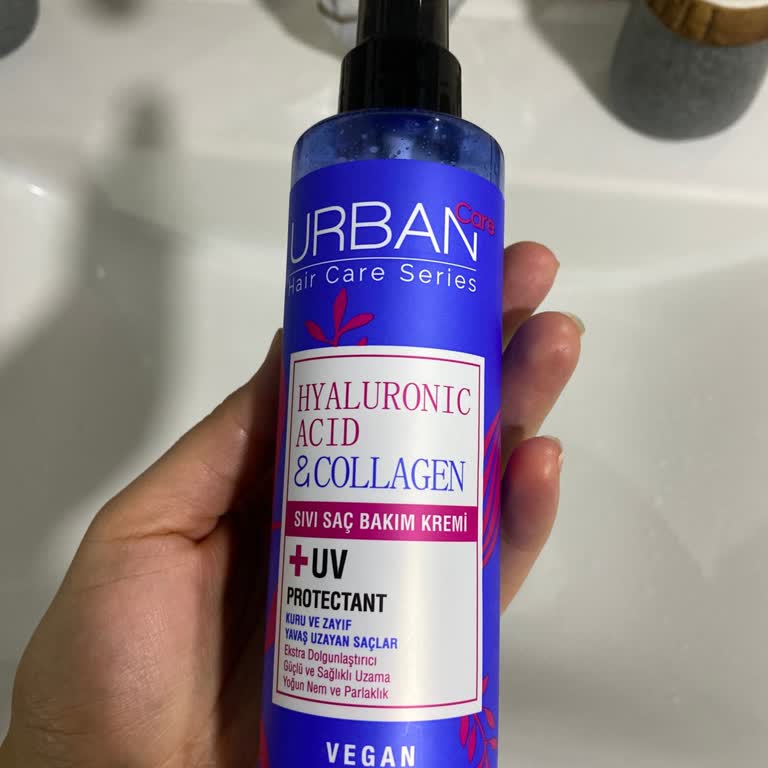 URBAN Care
Hair Care Series
HYALURONIC
ACID
& COLLAGEN
SIVI SAÇ BAKIM KREMİ
+UV
PROTECTANT
KURU VE ZAYIF
YAVAŞ UZAYAN SAÇLAR
Ekstra Dolgunlaştırıcı
Güçlü ve Sağlıklı Uzama
Yoğun Nem ve Parlaklık
VEGAN